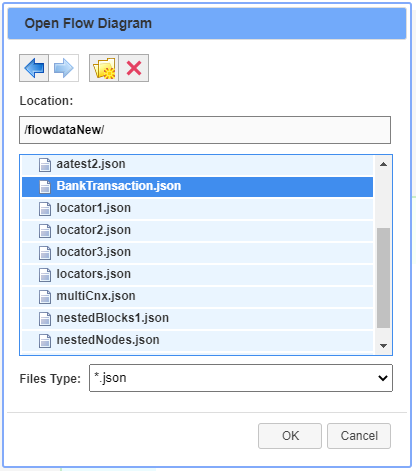 Open Flow Diagram
Location:
/flowdataNew/
aatest2.json
BankTransaction.json
locator1.json
locator2.json
locator3.json
locators.json
multiCnx.json
nestedBlocks1.json
nestedNodes.json
Files Type:
*.json
OK
Cancel